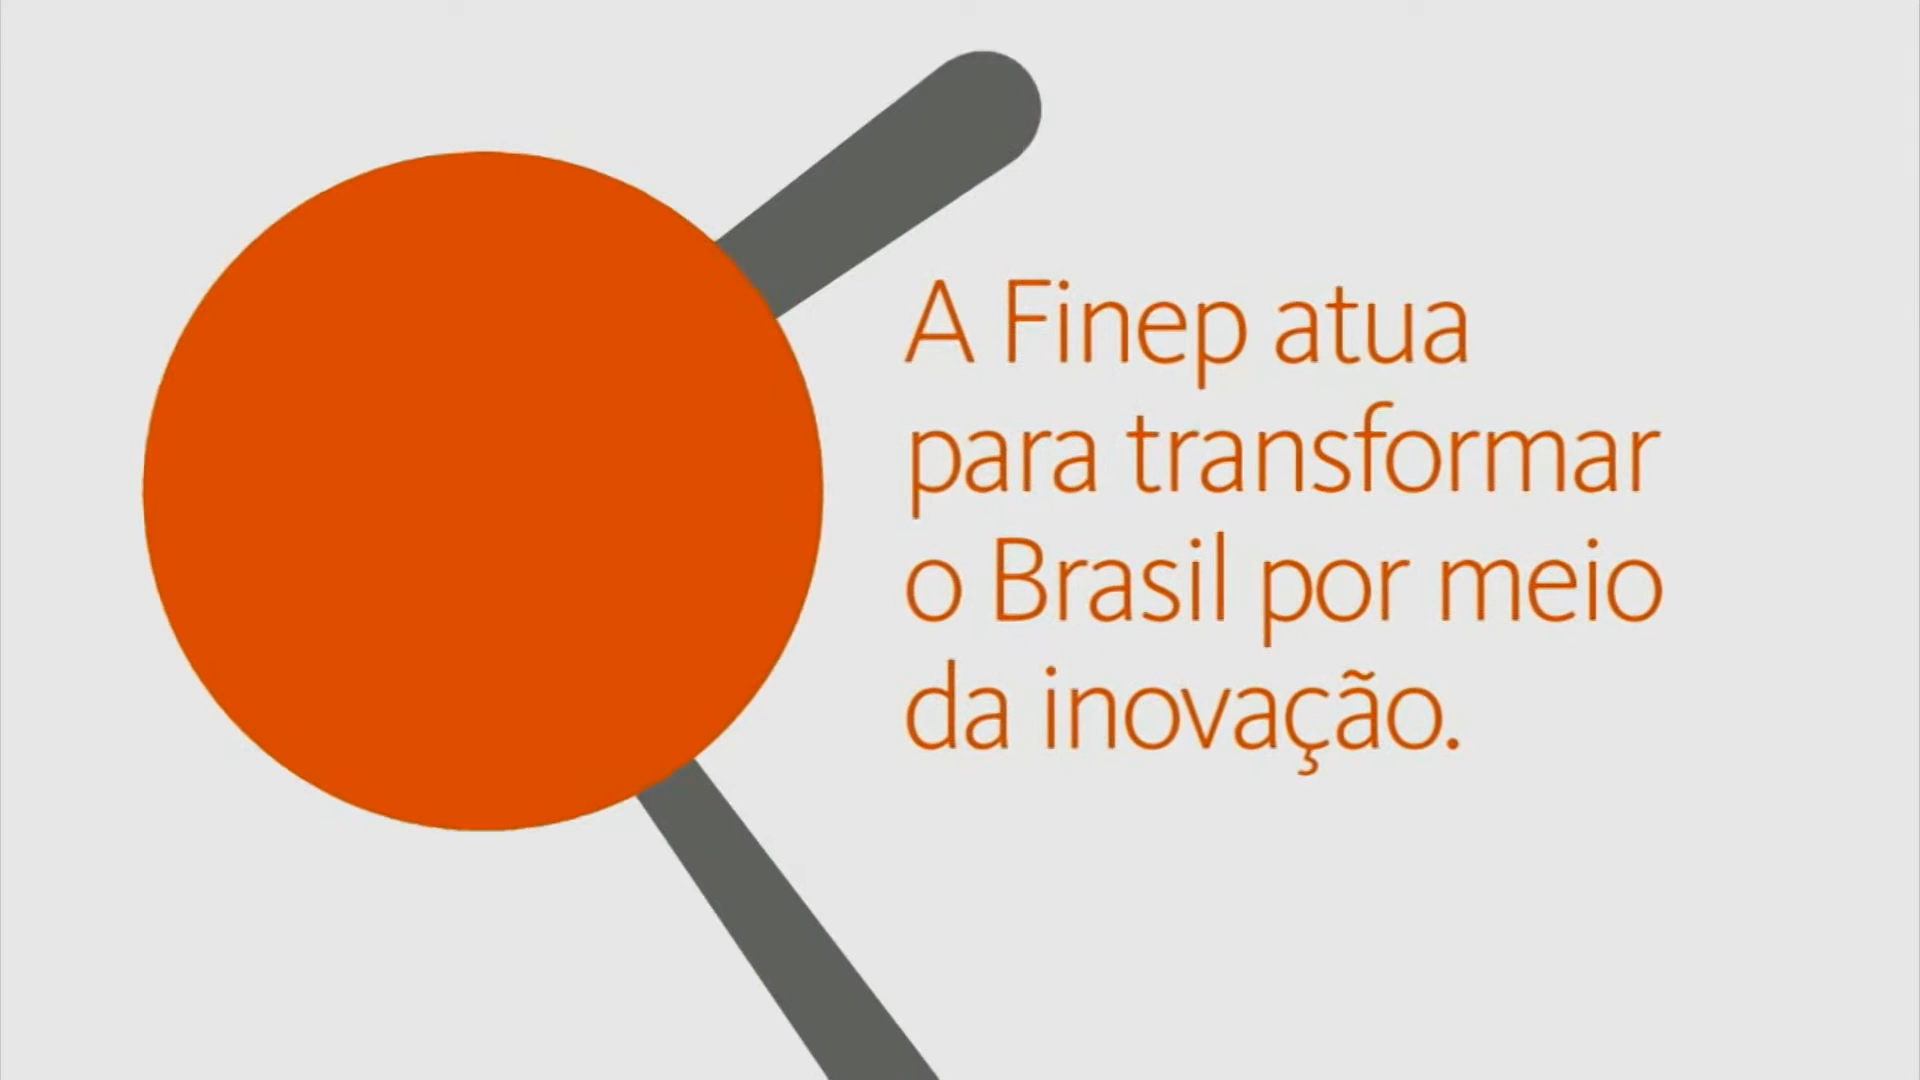 A Finep atua
para transformar
o Brasil por meio
da inovação.